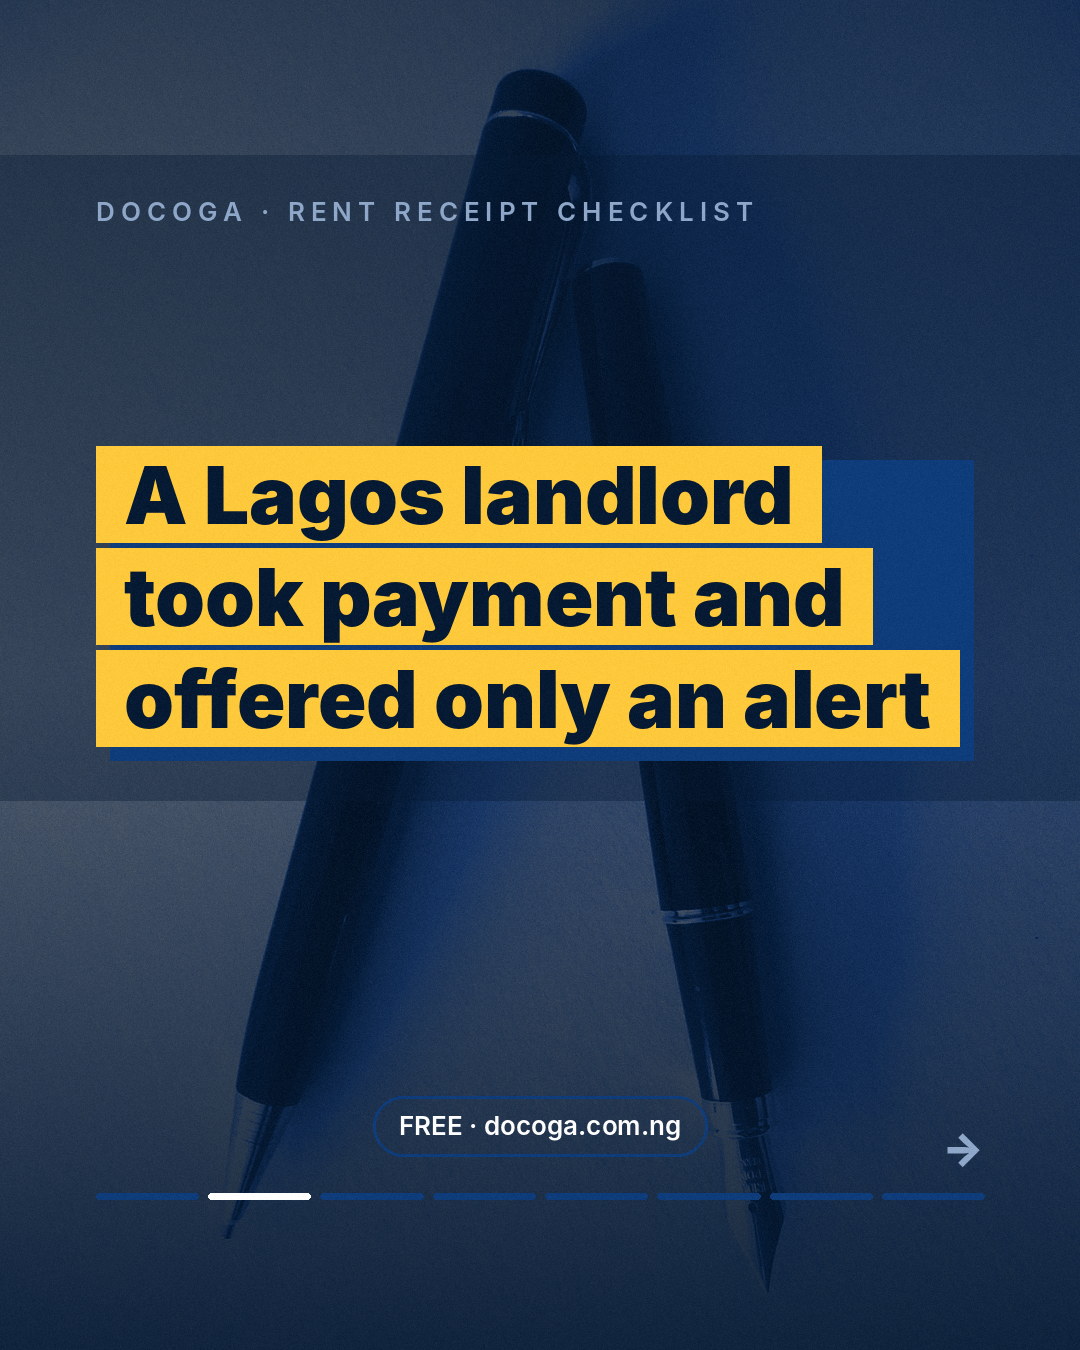 DOCOGA · RENT RECEIPT CHECKLIST
A Lagos landlord
took payment and
offered only an alert
FREE · docoga.com.ng
→